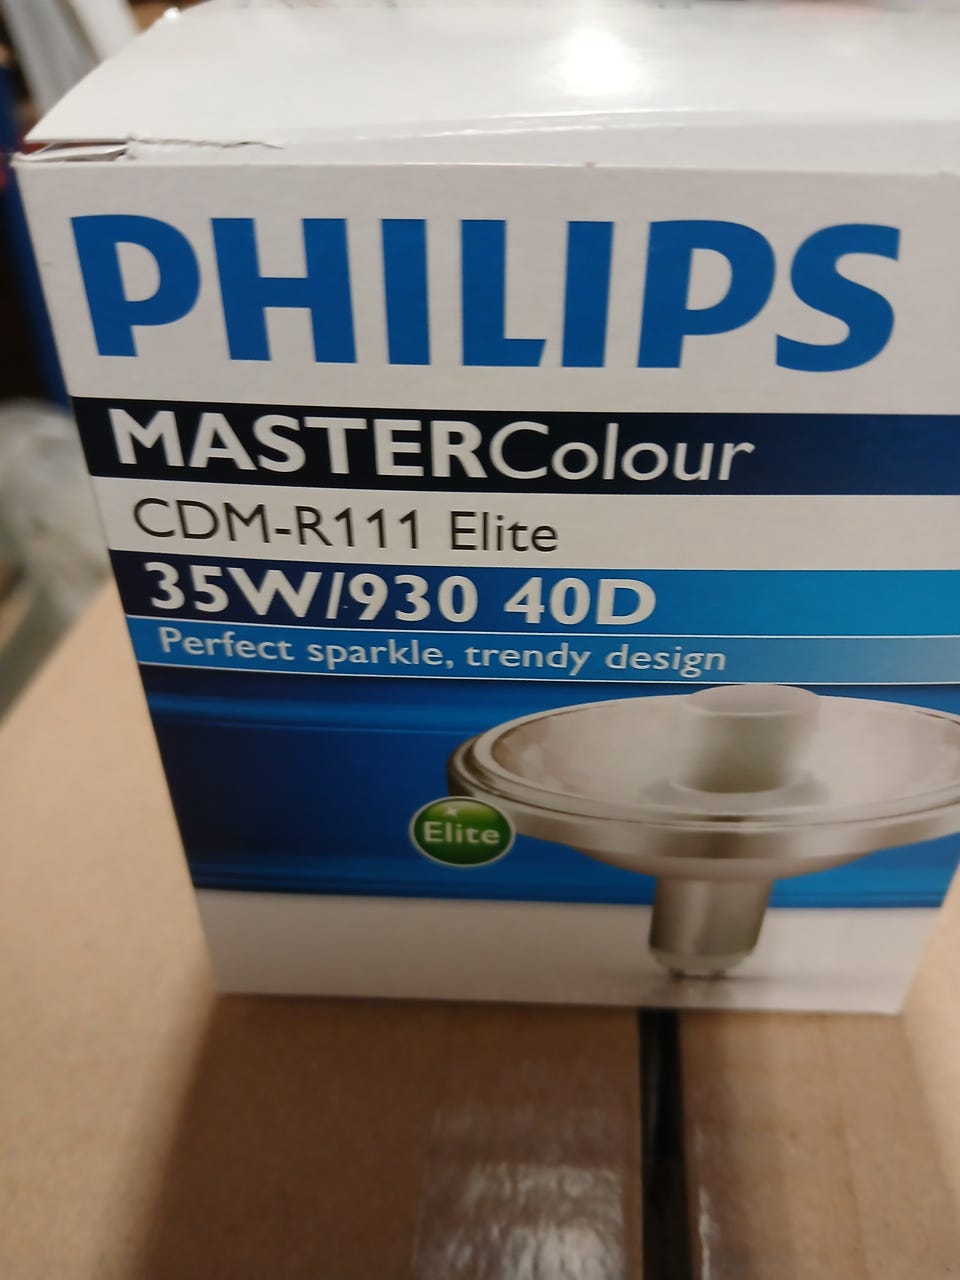 PHILIPS
MASTERColour
CDM-R111 Elite
35W/930 40D
Perfect sparkle, trendy design
Elite